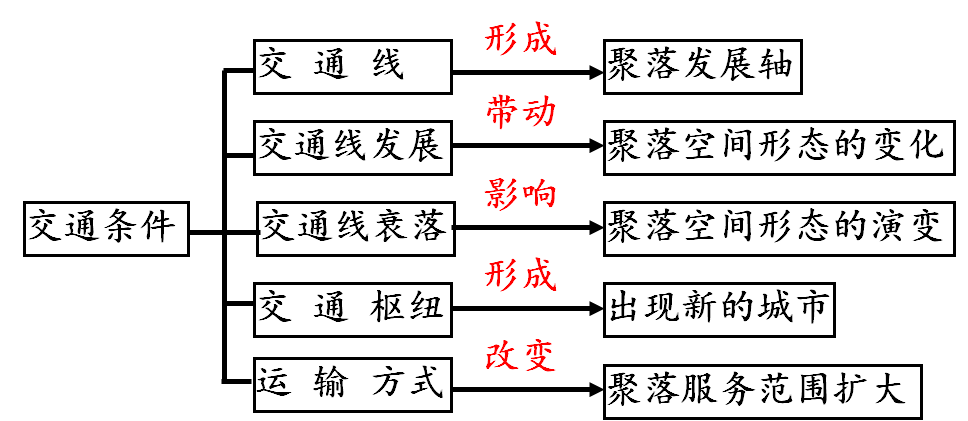 形成
交 通 线
聚落发展轴
带动
交通线发展
聚落空间形态的变化
影响
交通条件
交通线衰落
聚落空间形态的演变
形成
交 通 枢纽
出现新的城市
改变
运 输 方式
聚落服务范围扩大